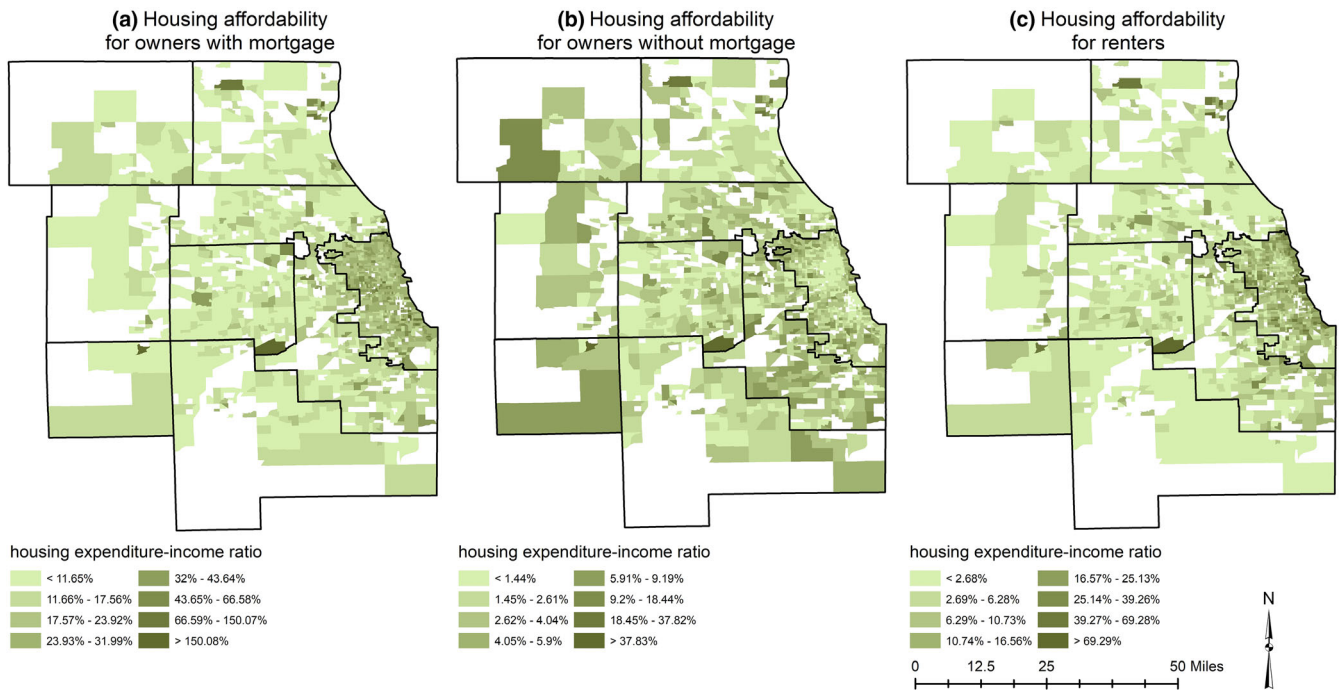 (a) Housing affordability
for owners with mortgage
(b) Housing affordability
for owners without mortgage
(c) Housing affordability
for renters
housing expenditure-income ratio
< 11.65%
11.66% - 17.56%
17.57% - 23.92%
23.93% - 31.99%
32% - 43.64%
43.65% - 66.58%
66.59% - 150.07%
> 150.08%
housing expenditure-income ratio
< 1.44%
1.45% - 2.61%
2.62% - 4.04%
4.05% - 5.9%
5.91% - 9.19%
9.2% - 18.44%
18.45% - 37.82%
> 37.83%
housing expenditure-income ratio
< 2.68%
2.69% - 6.28%
6.29% - 10.73%
10.74% - 16.56%
16.57% - 25.13%
25.14% - 39.26%
39.27% - 69.28%
> 69.29%
N
0 12.5 25 50 Miles